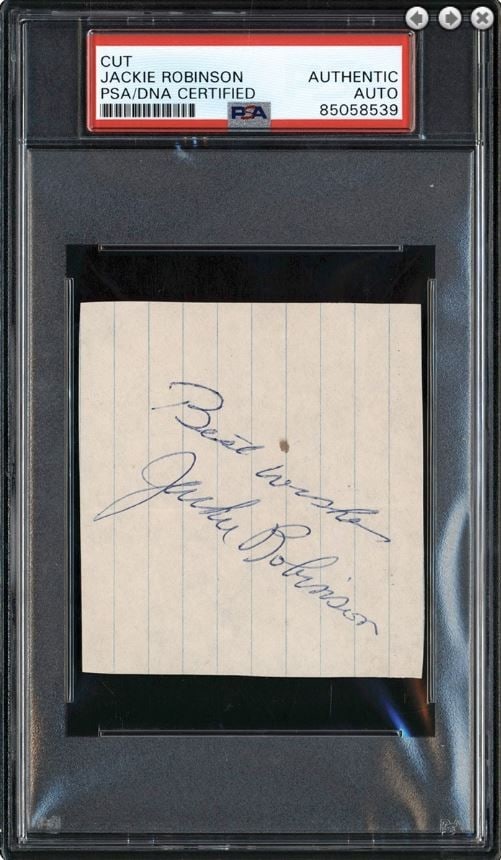 CUT
JACKIE ROBINSON
PSA/DNA CERTIFIED
AUTHENTIC
AUTO
85058539
PSA
Best wishes
Jackie Robinson